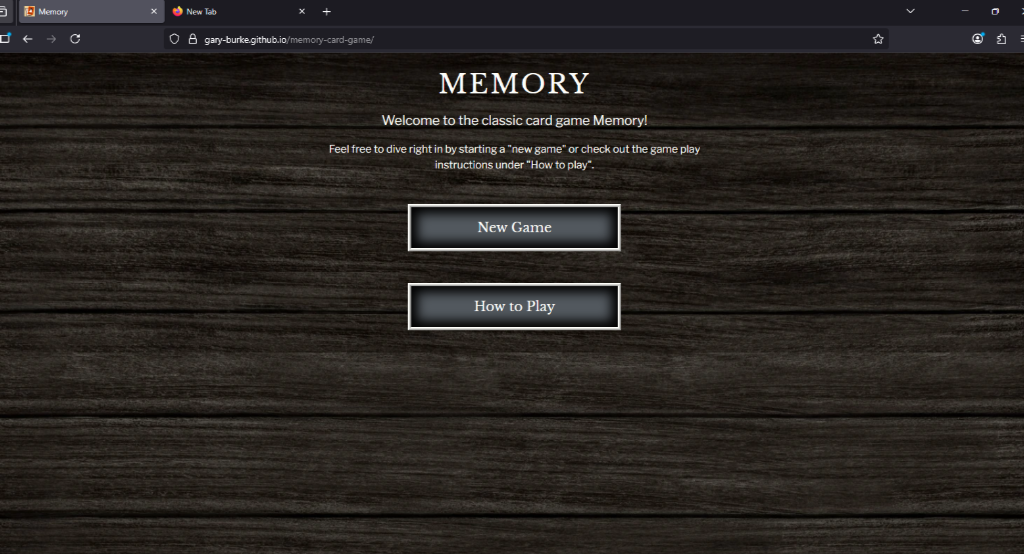 Memory
New Tab
gary-burke.github.io/memory-card-game/
MEMORY
Welcome to the classic card game Memory!
Feel free to dive right in by starting a "new game" or check out the game play
instructions under "How to play".
New Game
How to Play